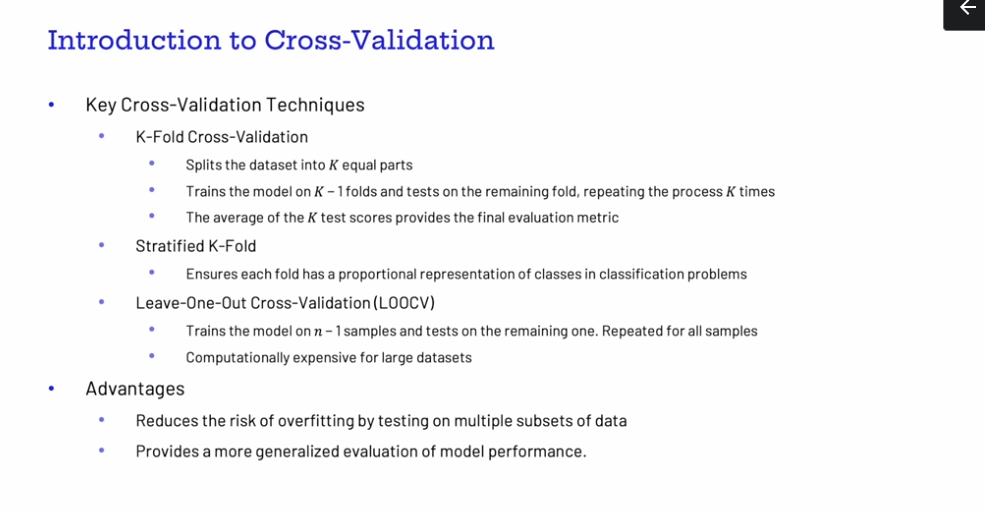 Introduction to Cross-Validation
• Key Cross-Validation Techniques
• K-Fold Cross-Validation
• Splits the dataset into K equal parts
• Trains the model on K – 1 folds and tests on the remaining fold, repeating the process K times
• The average of the K test scores provides the final evaluation metric
• Stratified K-Fold
• Ensures each fold has a proportional representation of classes in classification problems
• Leave-One-Out Cross-Validation (LOOCV)
• Trains the model on n – 1 samples and tests on the remaining one. Repeated for all samples
• Computationally expensive for large datasets
• Advantages
• Reduces the risk of overfitting by testing on multiple subsets of data
• Provides a more generalized evaluation of model performance.